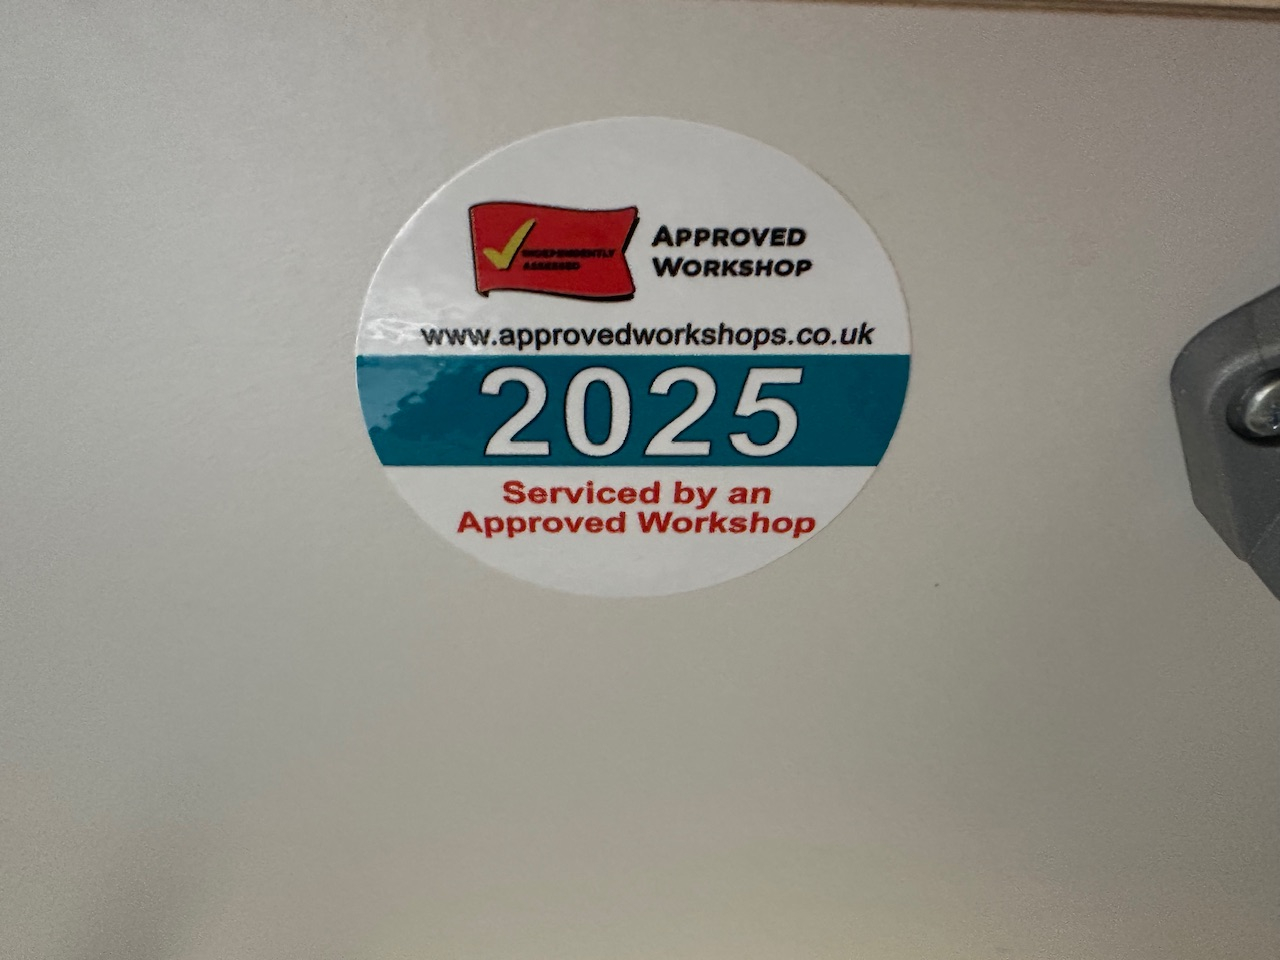 INDEPENDENTLY
ASSESSED
APPROVED
WORKSHOP
www.approvedworkshops.co.uk
2025
Serviced by an
Approved Workshop